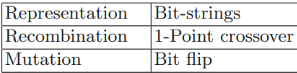 Representation Bit-strings
Recombination 1-Point crossover
Mutation Bit flip